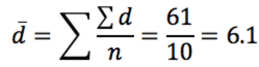 d̄ = ∑ ∑d/n = 61/10 = 6.1